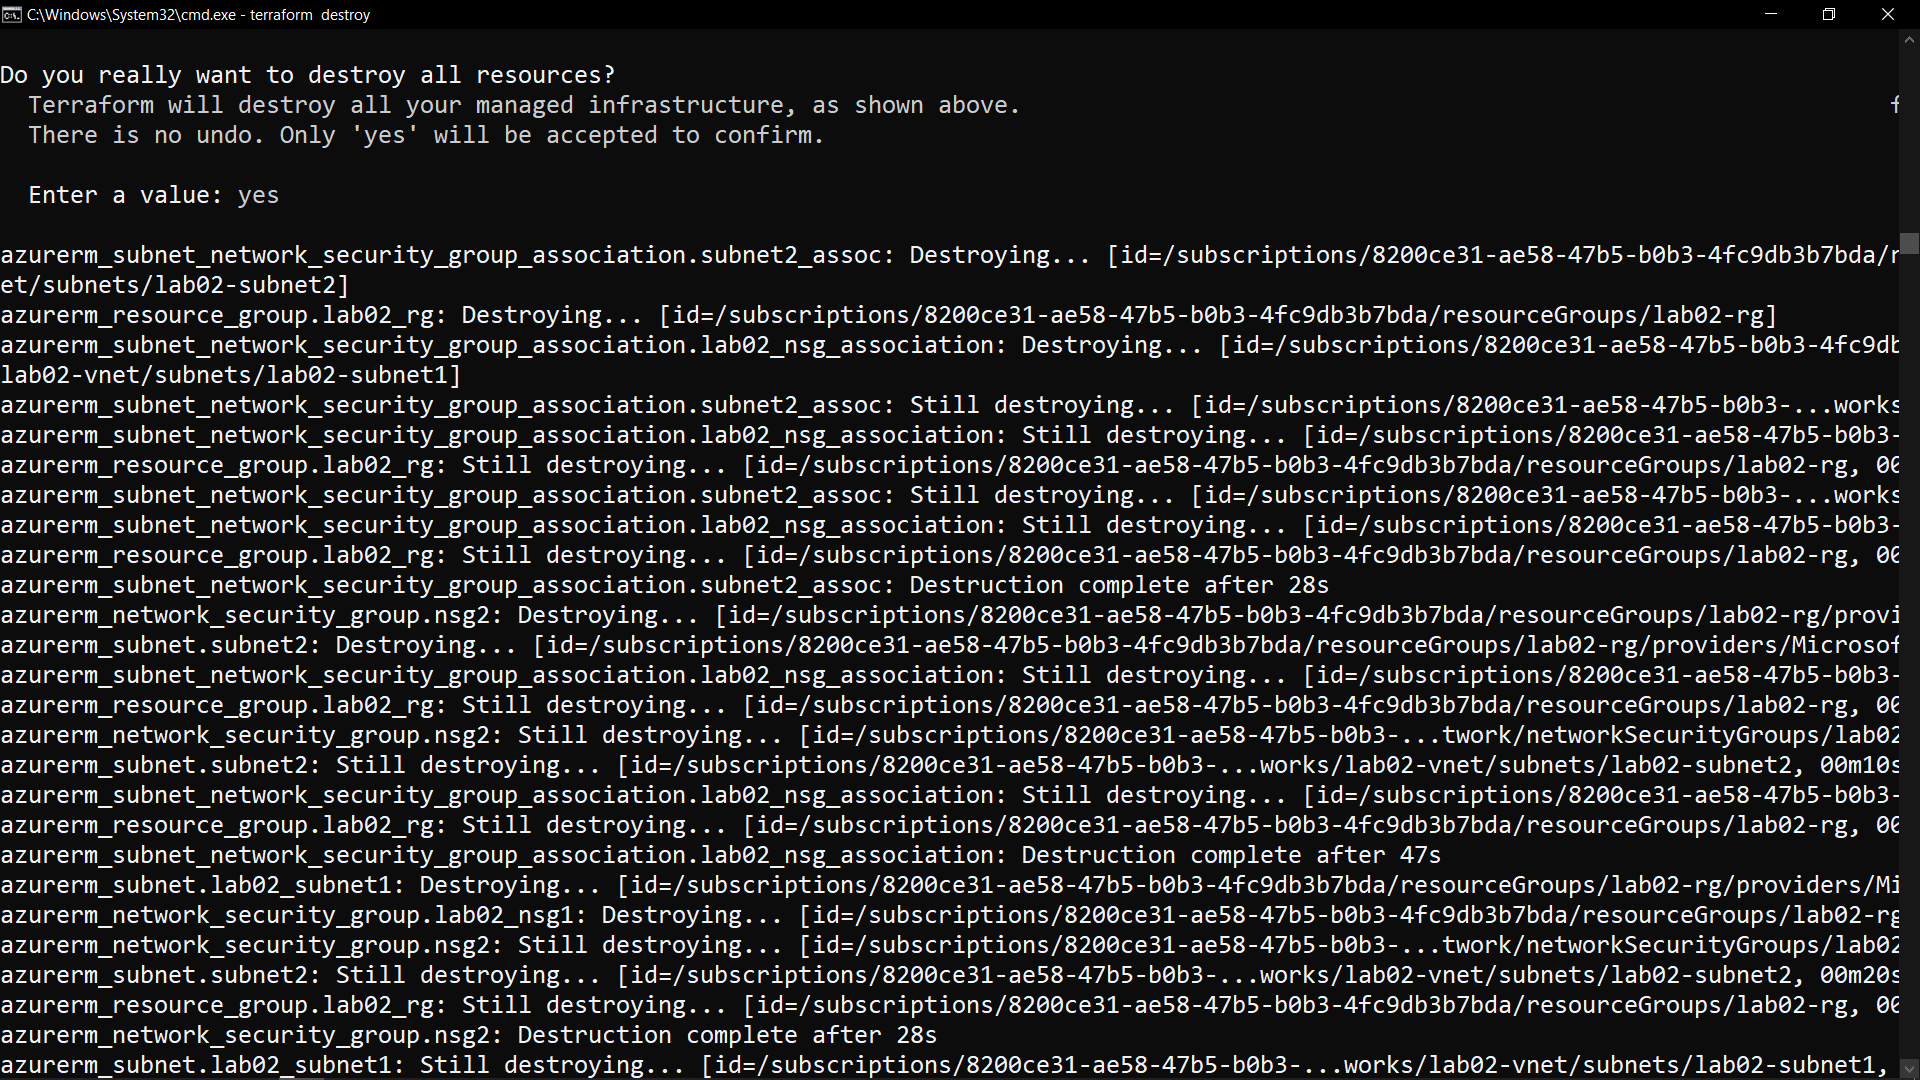 C:\Windows\System32\cmd.exe - terraform  destroy
Do you really want to destroy all resources?
  Terraform will destroy all your managed infrastructure, as shown above.
  There is no undo. Only 'yes' will be accepted to confirm.
  Enter a value: yes
azurerm_subnet_network_security_group_association.subnet2_assoc: Destroying... [id=/subscriptions/8200ce31-ae58-47b5-b0b3-4fc9db3b7bda/r
et/subnets/lab02-subnet2]
azurerm_resource_group.lab02_rg: Destroying... [id=/subscriptions/8200ce31-ae58-47b5-b0b3-4fc9db3b7bda/resourceGroups/lab02-rg]
azurerm_subnet_network_security_group_association.lab02_nsg_association: Destroying... [id=/subscriptions/8200ce31-ae58-47b5-b0b3-4fc9db
lab02-vnet/subnets/lab02-subnet1]
azurerm_subnet_network_security_group_association.subnet2_assoc: Still destroying... [id=/subscriptions/8200ce31-ae58-47b5-b0b3-...works
azurerm_subnet_network_security_group_association.lab02_nsg_association: Still destroying... [id=/subscriptions/8200ce31-ae58-47b5-b0b3-
azurerm_resource_group.lab02_rg: Still destroying... [id=/subscriptions/8200ce31-ae58-47b5-b0b3-4fc9db3b7bda/resourceGroups/lab02-rg, 00
azurerm_subnet_network_security_group_association.subnet2_assoc: Still destroying... [id=/subscriptions/8200ce31-ae58-47b5-b0b3-...works
azurerm_subnet_network_security_group_association.lab02_nsg_association: Still destroying... [id=/subscriptions/8200ce31-ae58-47b5-b0b3-
azurerm_resource_group.lab02_rg: Still destroying... [id=/subscriptions/8200ce31-ae58-47b5-b0b3-4fc9db3b7bda/resourceGroups/lab02-rg, 00
azurerm_subnet_network_security_group_association.subnet2_assoc: Destruction complete after 28s
azurerm_network_security_group.nsg2: Destroying... [id=/subscriptions/8200ce31-ae58-47b5-b0b3-4fc9db3b7bda/resourceGroups/lab02-rg/provi
azurerm_subnet.subnet2: Destroying... [id=/subscriptions/8200ce31-ae58-47b5-b0b3-4fc9db3b7bda/resourceGroups/lab02-rg/providers/Microsof
azurerm_subnet_network_security_group_association.lab02_nsg_association: Still destroying... [id=/subscriptions/8200ce31-ae58-47b5-b0b3-
azurerm_resource_group.lab02_rg: Still destroying... [id=/subscriptions/8200ce31-ae58-47b5-b0b3-4fc9db3b7bda/resourceGroups/lab02-rg, 00
azurerm_network_security_group.nsg2: Still destroying... [id=/subscriptions/8200ce31-ae58-47b5-b0b3-...twork/networkSecurityGroups/lab02
azurerm_subnet.subnet2: Still destroying... [id=/subscriptions/8200ce31-ae58-47b5-b0b3-...works/lab02-vnet/subnets/lab02-subnet2, 00m10s
azurerm_subnet_network_security_group_association.lab02_nsg_association: Still destroying... [id=/subscriptions/8200ce31-ae58-47b5-b0b3-
azurerm_resource_group.lab02_rg: Still destroying... [id=/subscriptions/8200ce31-ae58-47b5-b0b3-4fc9db3b7bda/resourceGroups/lab02-rg, 00
azurerm_subnet_network_security_group_association.lab02_nsg_association: Destruction complete after 47s
azurerm_subnet.lab02_subnet1: Destroying... [id=/subscriptions/8200ce31-ae58-47b5-b0b3-4fc9db3b7bda/resourceGroups/lab02-rg/providers/Mi
azurerm_network_security_group.lab02_nsg1: Destroying... [id=/subscriptions/8200ce31-ae58-47b5-b0b3-4fc9db3b7bda/resourceGroups/lab02-rg
azurerm_network_security_group.nsg2: Still destroying... [id=/subscriptions/8200ce31-ae58-47b5-b0b3-...twork/networkSecurityGroups/lab02
azurerm_subnet.subnet2: Still destroying... [id=/subscriptions/8200ce31-ae58-47b5-b0b3-...works/lab02-vnet/subnets/lab02-subnet2, 00m20s
azurerm_resource_group.lab02_rg: Still destroying... [id=/subscriptions/8200ce31-ae58-47b5-b0b3-4fc9db3b7bda/resourceGroups/lab02-rg, 00
azurerm_network_security_group.nsg2: Destruction complete after 28s
azurerm_subnet.lab02_subnet1: Still destroying... [id=/subscriptions/8200ce31-ae58-47b5-b0b3-...works/lab02-vnet/subnets/lab02-subnet1,